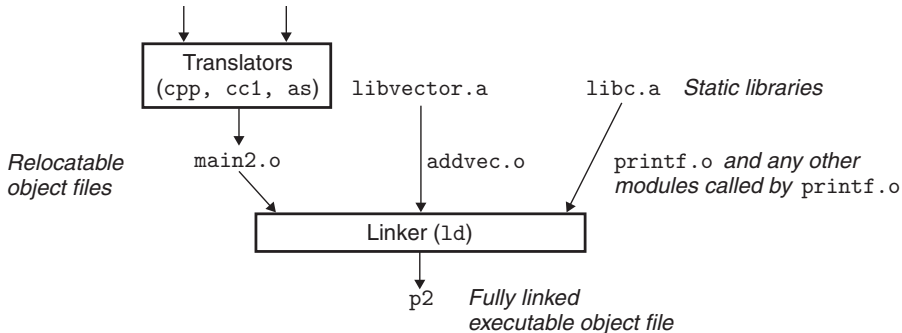 Translators
(cpp, cc1, as)
libvector.a
libc.a Static libraries
Relocatable
object files
main2.o
addvec.o
printf.o and any other
modules called by printf.o
Linker (ld)
p2
Fully linked
executable object file